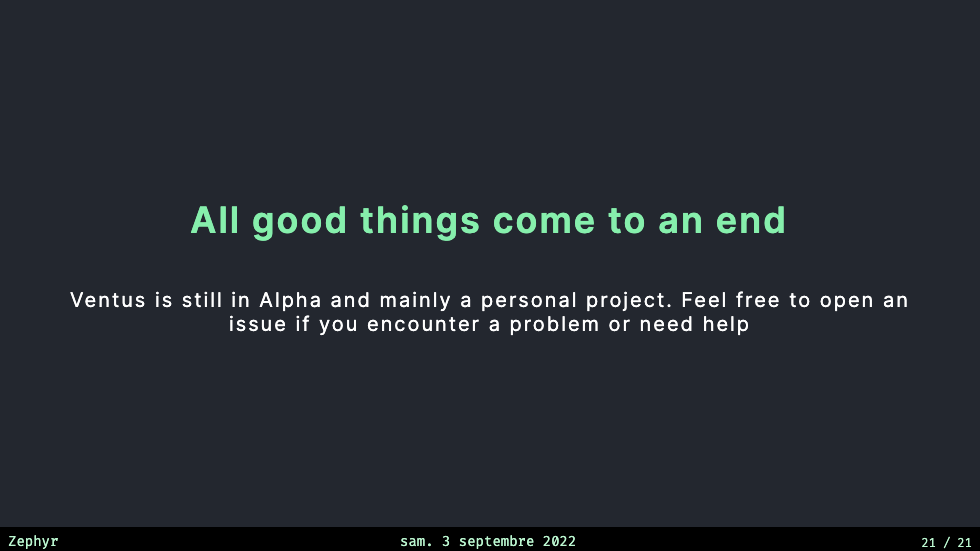 All good things come to an end
Ventus is still in Alpha and mainly a personal project. Feel free to open an
issue if you encounter a problem or need help
Zephyr
sam. 3 septembre 2022
21 / 21